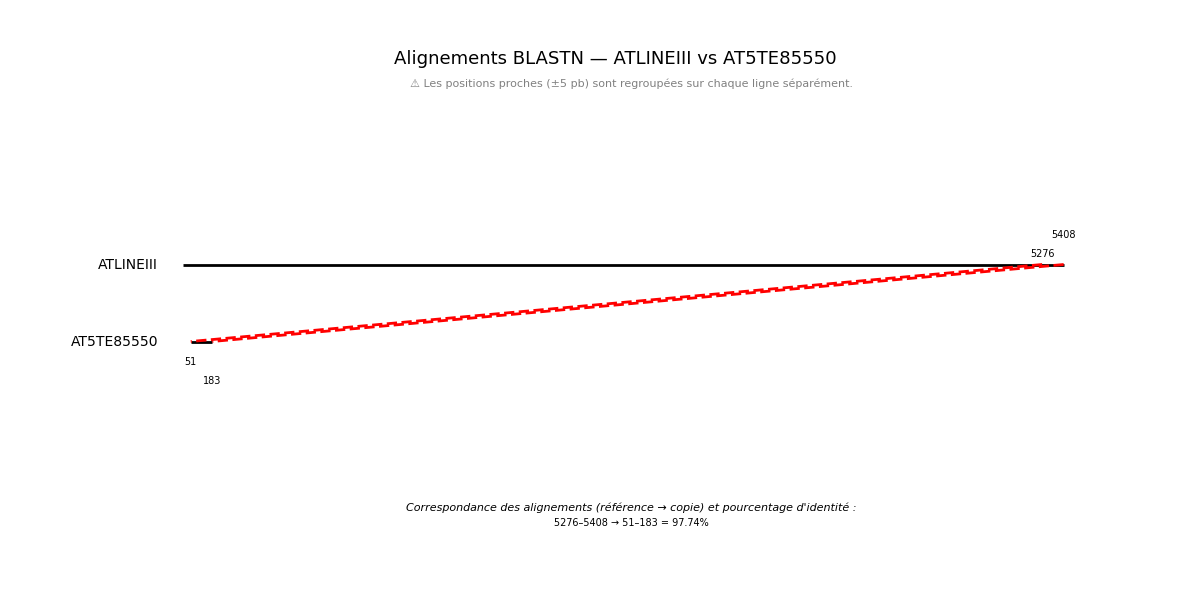 Alignements BLASTN — ATLINEIII vs AT5TE85550
⚠ Les positions proches (±5 pb) sont regroupées sur chaque ligne séparément.
5408
5276
ATLINEIII
AT5TE85550
51
183
Correspondance des alignements (référence → copie) et pourcentage d'identité :
5276–5408 → 51–183 = 97.74%